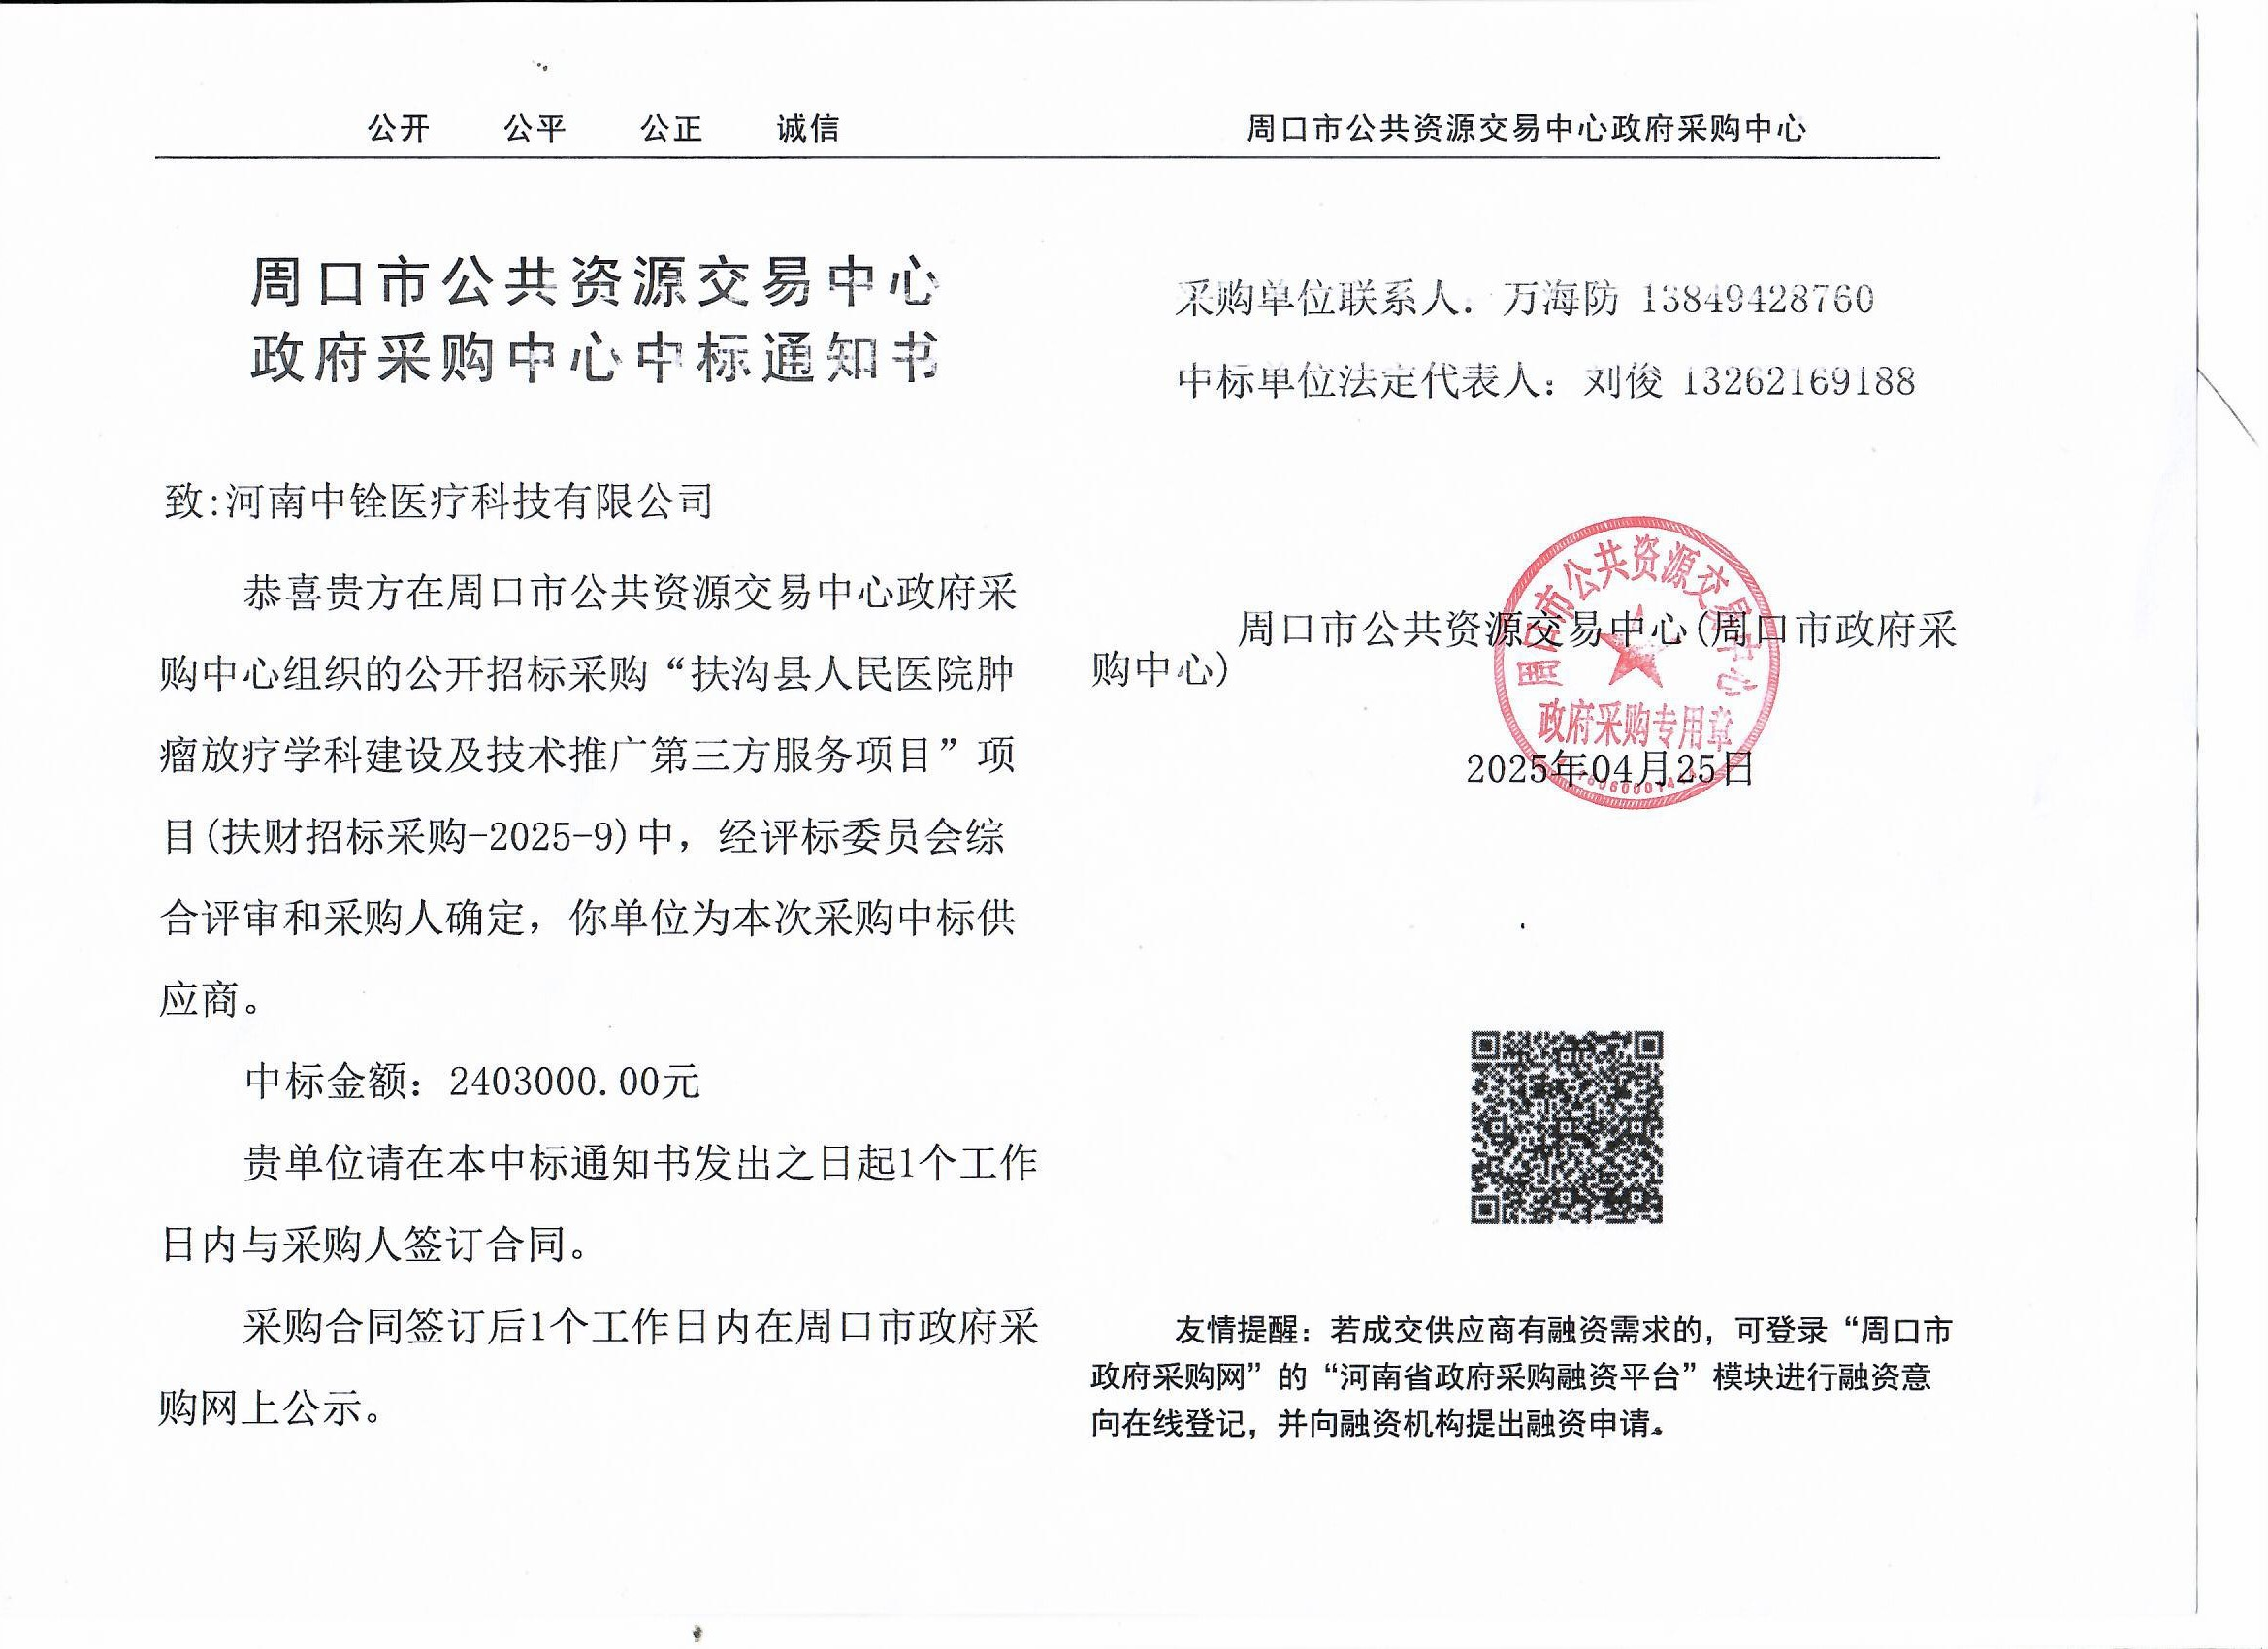 公开 公平 公正 诚信
周口市公共资源交易中心政府采购中心
周口市公共资源交易中心
政府采购中心中标通知书
致:河南中铨医疗科技有限公司
恭喜贵方在周口市公共资源交易中心政府采
购中心组织的公开招标采购“扶沟县人民医院肿
瘤放疗学科建设及技术推广第三方服务项目”项
目(扶财招标采购-2025-9)中，经评标委员会综
合评审和采购人确定，你单位为本次采购中标供
应商。
中标金额：2403000.00元
贵单位请在本中标通知书发出之日起1个工作
日内与采购人签订合同。
采购合同签订后1个工作日内在周口市政府采
购网上公示。
采购单位联系人. 万海防 13849428760
中标单位法定代表人：刘俊 13262169188
周口市公共资源交易中心(周口市政府采
购中心)
2025年04月25日
周口市公共资源交易中心
政府采购专用章
友情提醒：若成交供应商有融资需求的，可登录“周口市
政府采购网”的“河南省政府采购融资平台”模块进行融资意
向在线登记，并向融资机构提出融资申请。